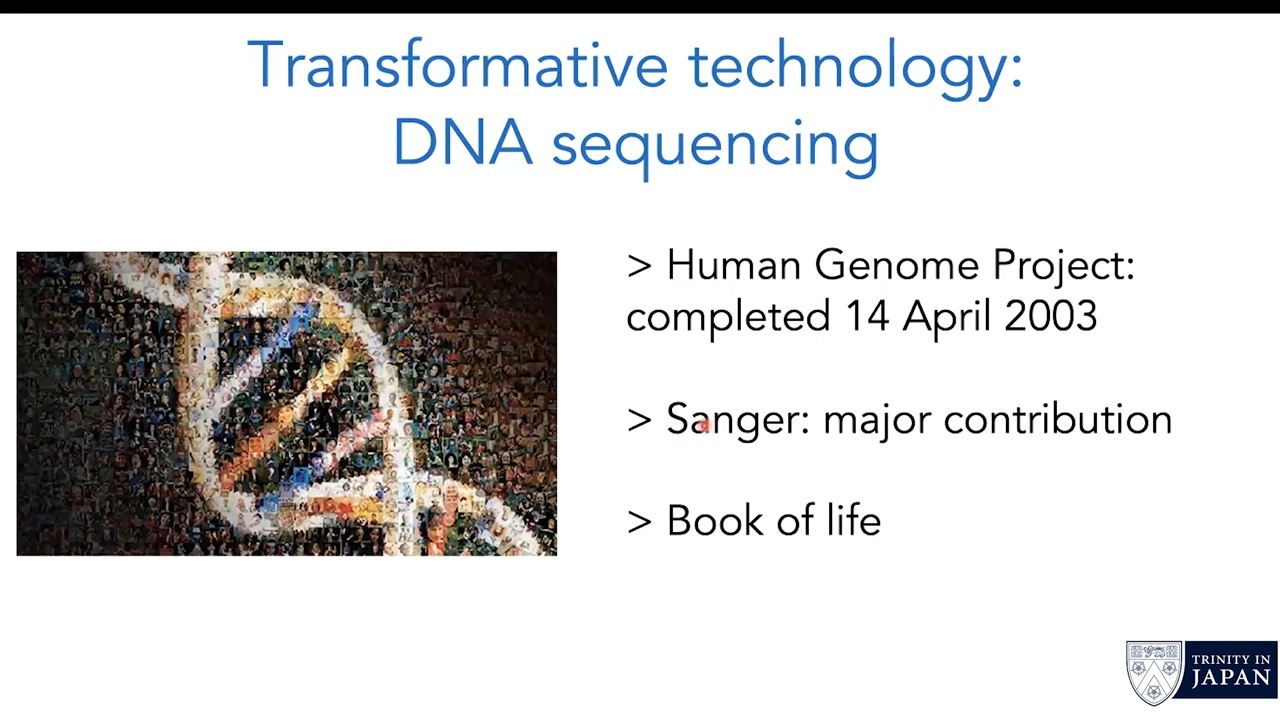 Transformative technology:
DNA sequencing
> Human Genome Project:
completed 14 April 2003
> Sanger: major contribution
> Book of life
TRINITY IN
JAPAN